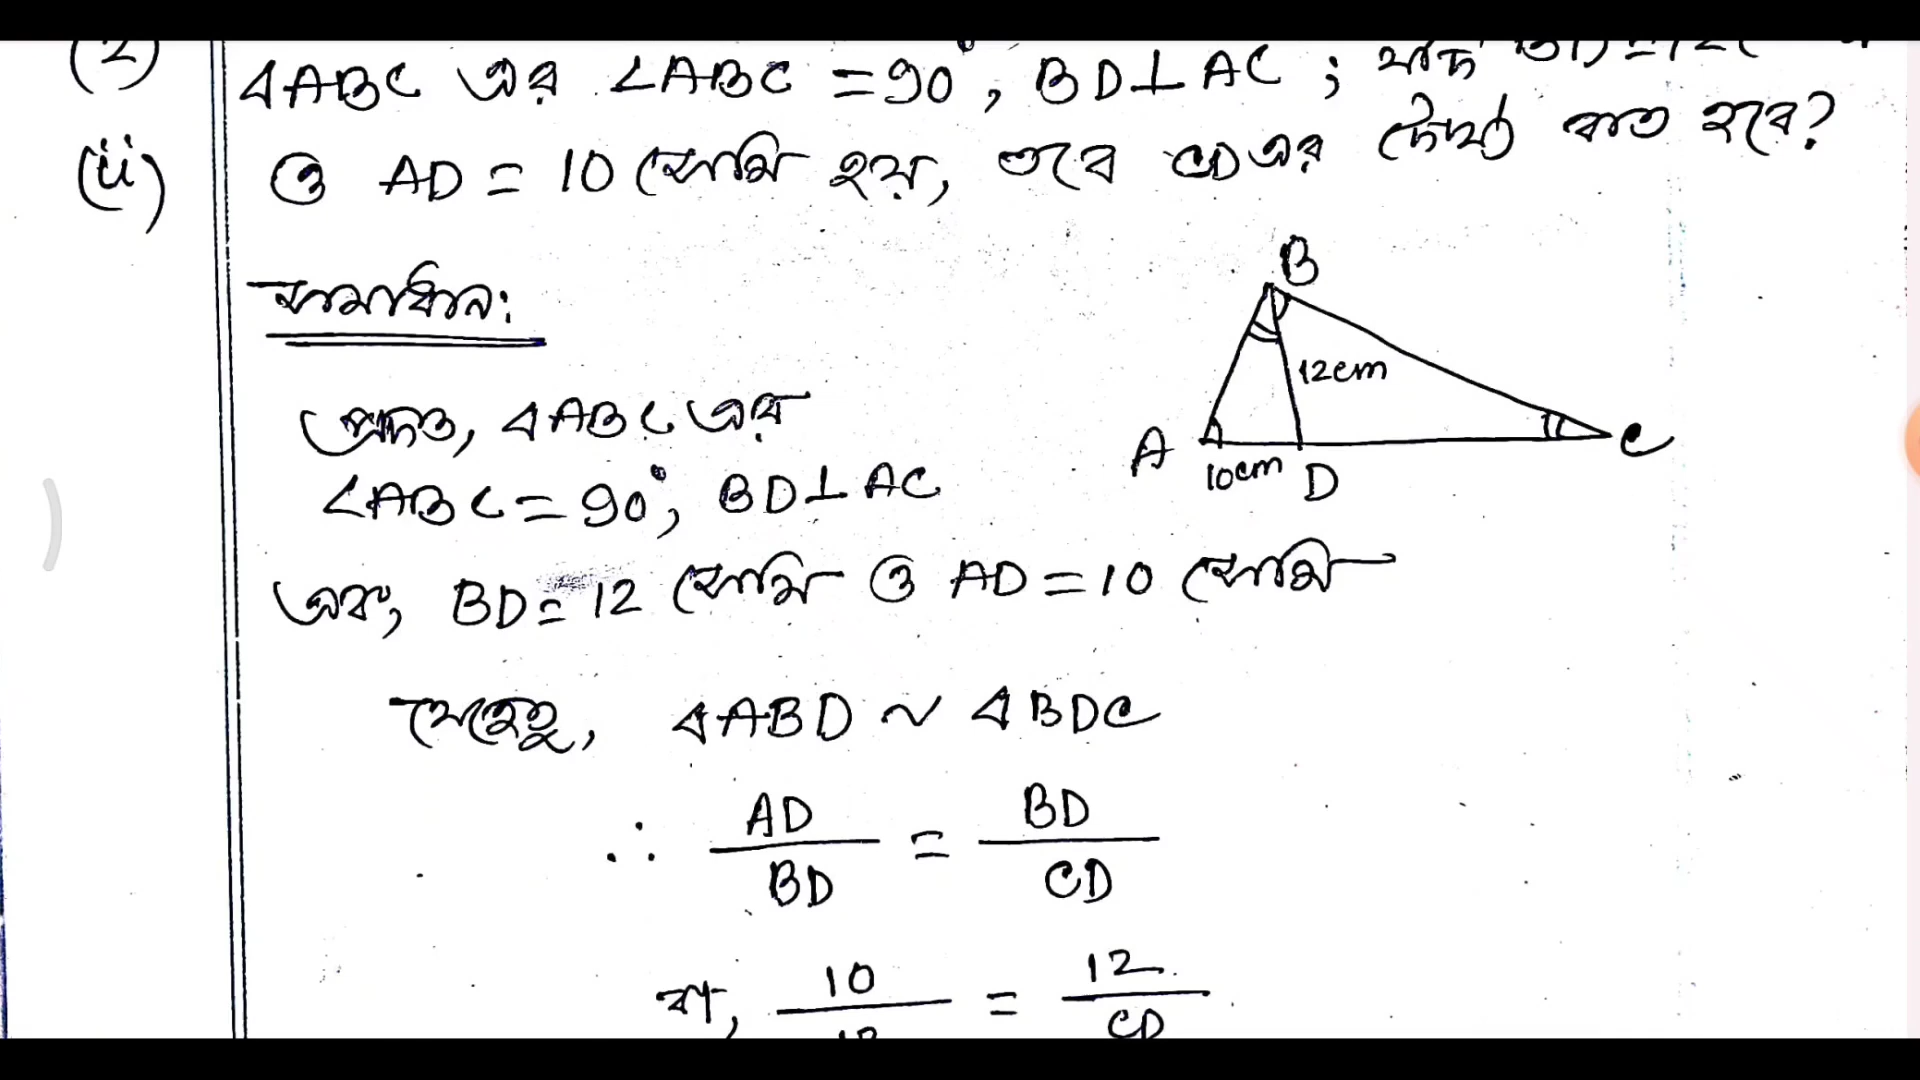 (2)
△ABC এর ∠ABC = 90°, BD⊥AC ; যদি
(ii) ও AD = 10 সেমি হয়, তবে CD এর দৈর্ঘ্য কত হবে?
সমাধান:
B
12cm
A 10cm D C
প্রদত্ত, △ABC এর
∠ABC = 90°, BD⊥AC
এবং, BD = 12 সেমি ও AD = 10 সেমি
যেহেতু, △ABD ~ △BDC
∴ AD/BD = BD/CD
বা, 10/12 = 12/CD